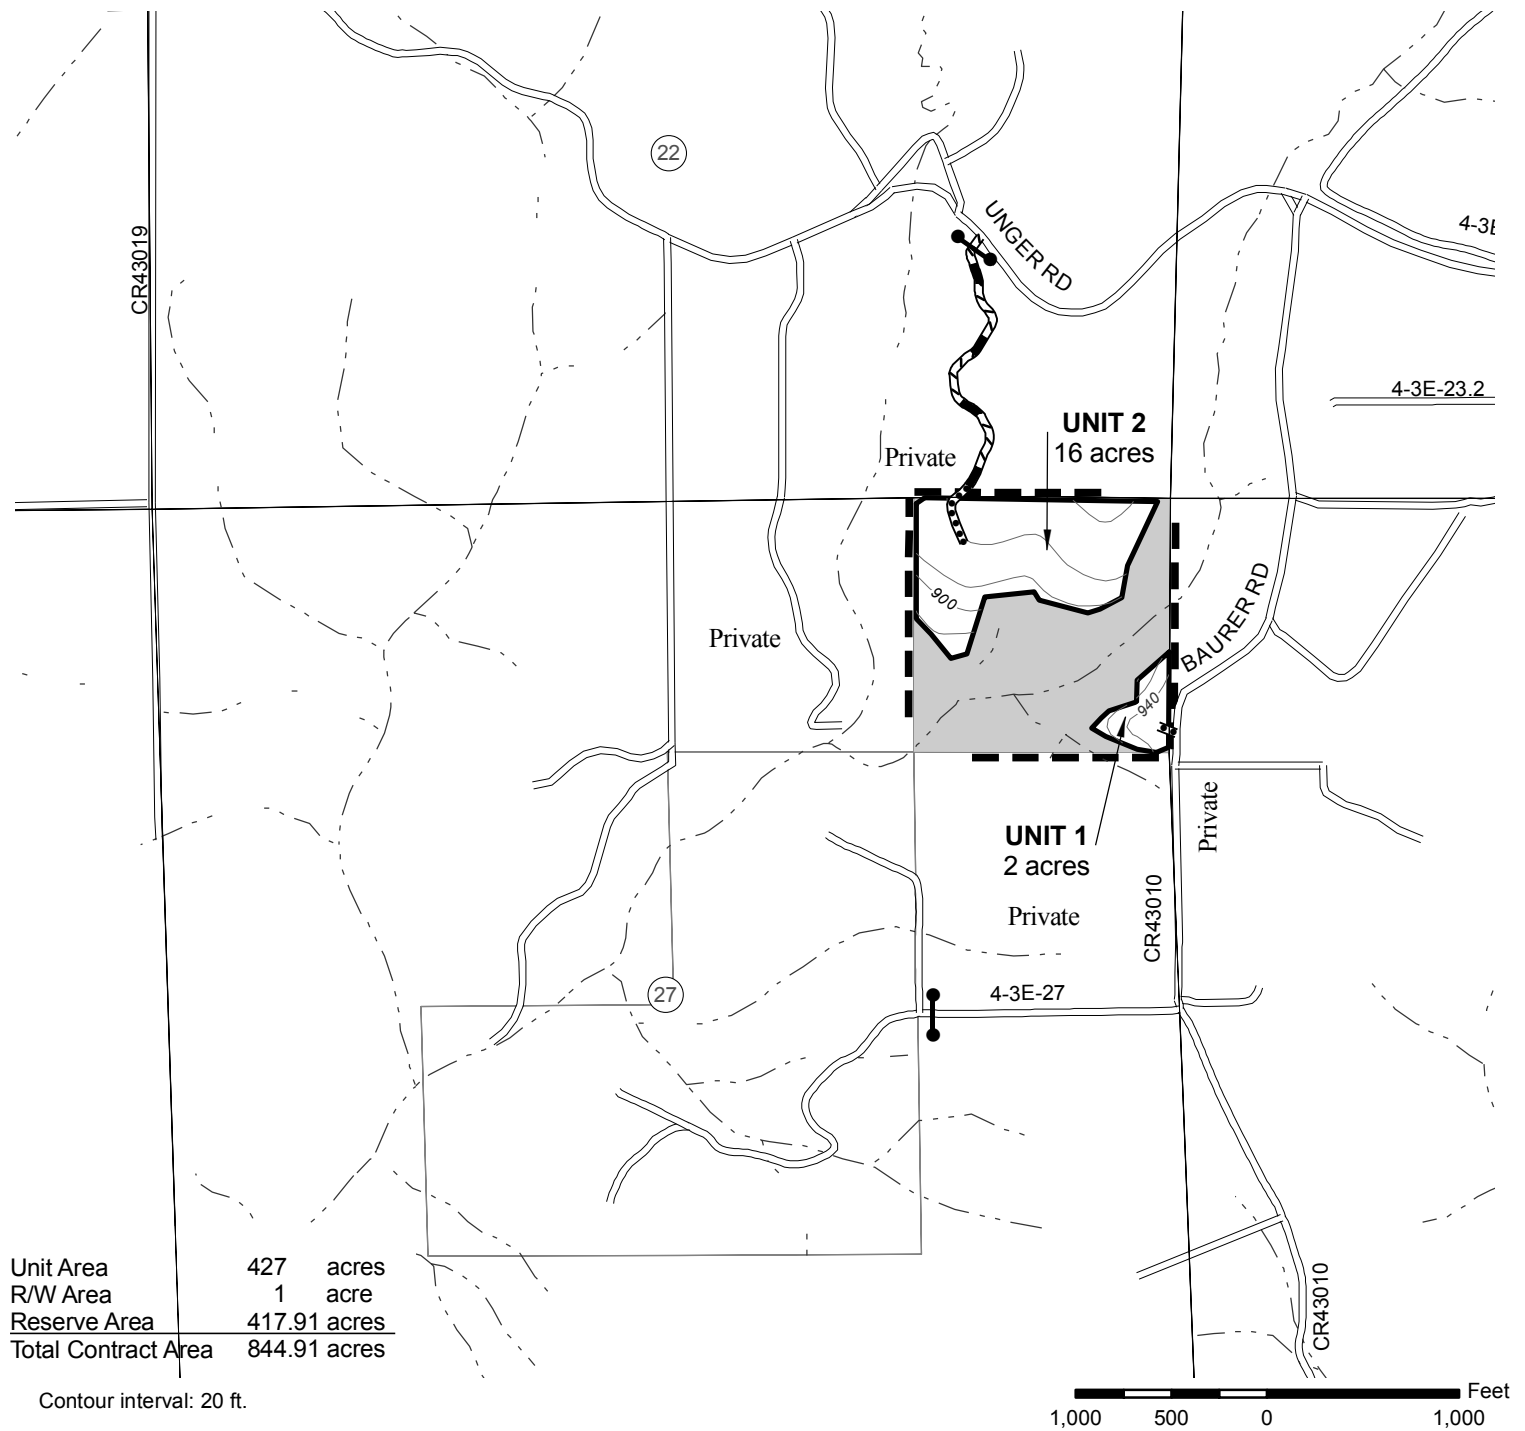 22
CR43019
UNGER RD
4-3E
4-3E-23.2
UNIT 2
16 acres
Private
900
BAURER RD
Private
940
Private
UNIT 1
2 acres
Private
CR43010
27
4-3E-27
Unit Area 427 acres
R/W Area 1 acre
Reserve Area 417.91 acres
Total Contract Area 844.91 acres
CR43010
Contour interval: 20 ft.
Feet
1,000 500 0 1,000